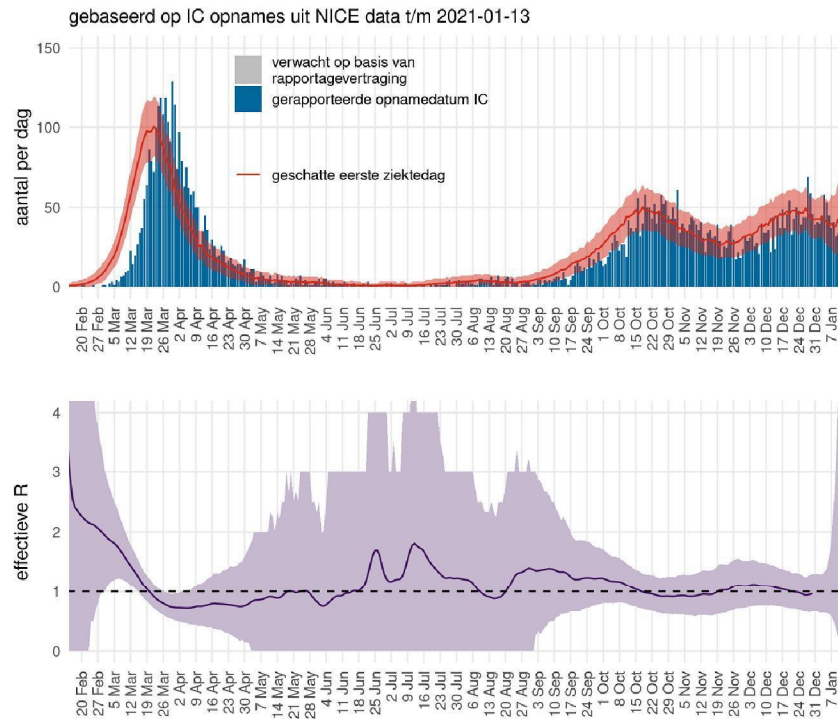 gebaseerd op IC opnames uit NICE data t/m 2021-01-13
150
100
50
0
aantal per dag
verwacht op basis van
rapportagevertraging
gerapporteerde opnamedatum IC
geschatte eerste ziektedag
20 Feb
27 Feb
5 Mar
12 Mar
19 Mar
26 Mar
2 Apr
9 Apr
16 Apr
23 Apr
30 Apr
7 May
14 May
21 May
28 May
4 Jun
11 Jun
18 Jun
25 Jun
2 Jul
9 Jul
16 Jul
23 Jul
30 Jul
6 Aug
13 Aug
20 Aug
27 Aug
3 Sep
10 Sep
17 Sep
24 Sep
1 Oct
8 Oct
15 Oct
22 Oct
29 Oct
5 Nov
12 Nov
19 Nov
26 Nov
3 Dec
10 Dec
17 Dec
24 Dec
31 Dec
7 Jan
4
3
2
1
0
effectieve R
20 Feb
27 Feb
5 Mar
12 Mar
19 Mar
26 Mar
2 Apr
9 Apr
16 Apr
23 Apr
30 Apr
7 May
14 May
21 May
28 May
4 Jun
11 Jun
18 Jun
25 Jun
2 Jul
9 Jul
16 Jul
23 Jul
30 Jul
6 Aug
13 Aug
20 Aug
27 Aug
3 Sep
10 Sep
17 Sep
24 Sep
1 Oct
8 Oct
15 Oct
22 Oct
29 Oct
5 Nov
12 Nov
19 Nov
26 Nov
3 Dec
10 Dec
17 Dec
24 Dec
31 Dec
7 Jan